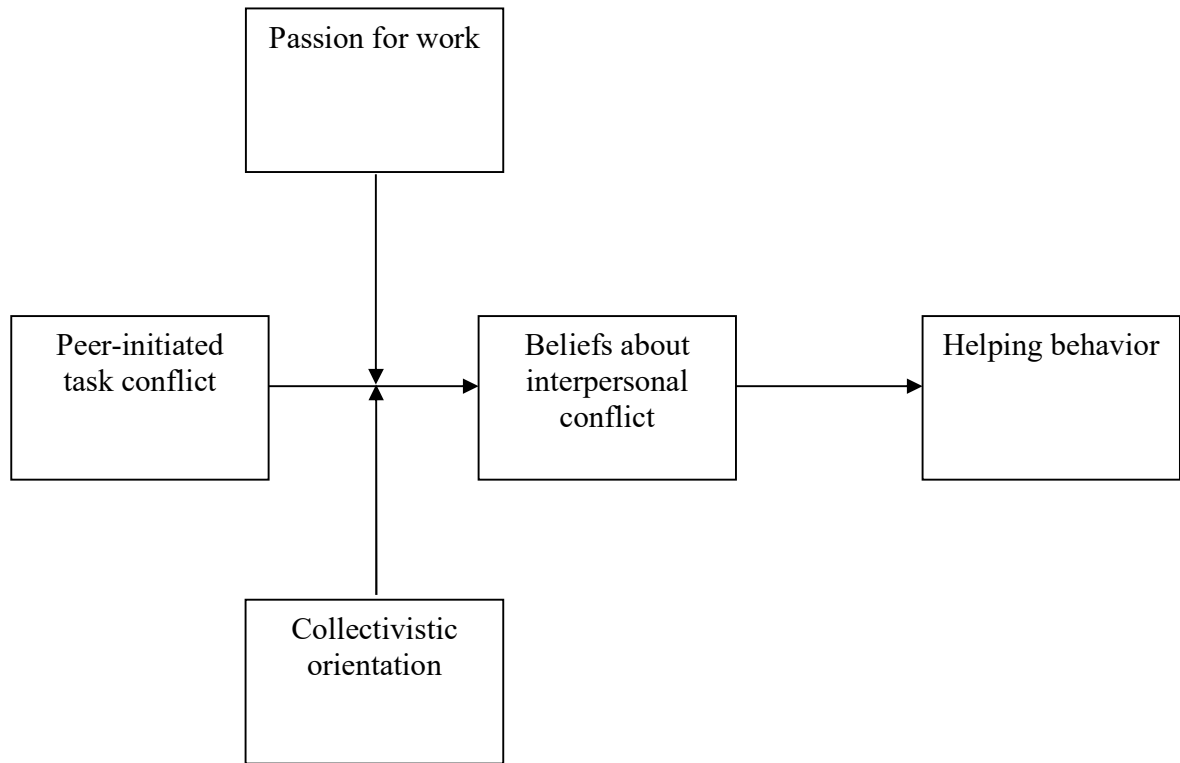 Passion for work
Peer-initiated
task conflict
Beliefs about
interpersonal
conflict
Helping behavior
Collectivistic
orientation